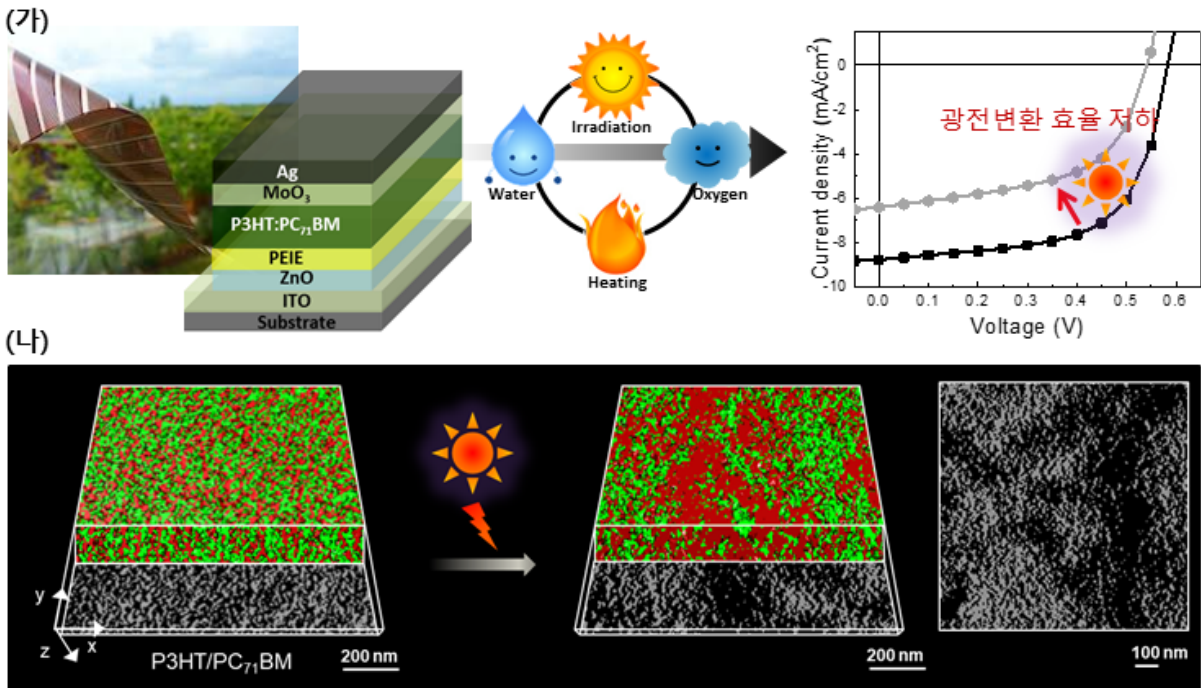 (가)
Ag
MoO₃
P3HT:PC₇₁BM
PEIE
ZnO
ITO
Substrate
Irradiation
Water
Oxygen
Heating
광전변환 효율 저하
Current density (mA/cm²)
0
-2
-4
-6
-8
-10
0.0 0.1 0.2 0.3 0.4 0.5 0.6
Voltage (V)
(나)
y
x
z
P3HT/PC₇₁BM
200 nm
200 nm
100 nm